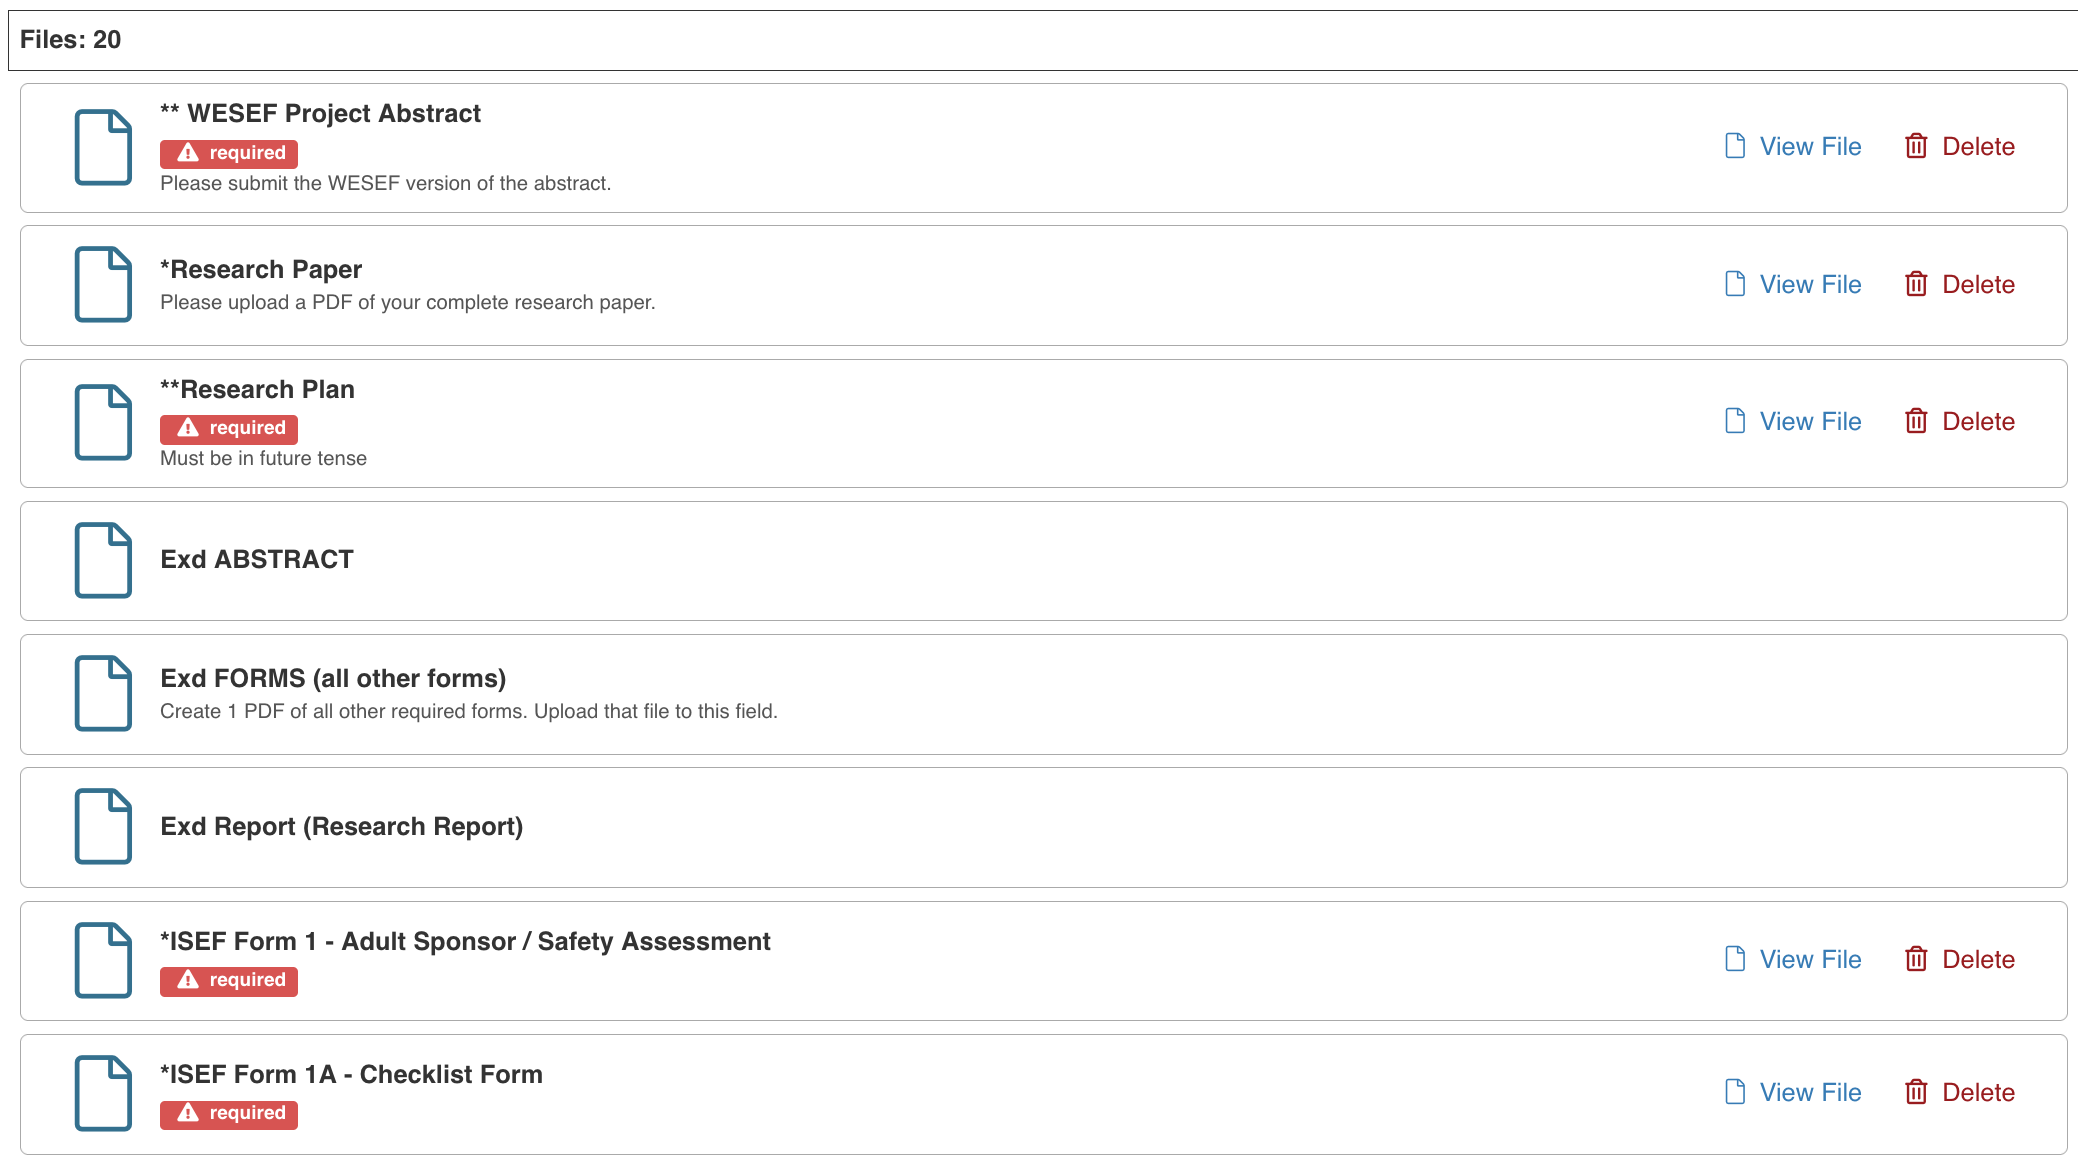 Files: 20
** WESEF Project Abstract
required
Please submit the WESEF version of the abstract.
View File
Delete
*Research Paper
Please upload a PDF of your complete research paper.
View File
Delete
**Research Plan
required
Must be in future tense
View File
Delete
Exd ABSTRACT
Exd FORMS (all other forms)
Create 1 PDF of all other required forms. Upload that file to this field.
Exd Report (Research Report)
*ISEF Form 1 - Adult Sponsor / Safety Assessment
required
View File
Delete
*ISEF Form 1A - Checklist Form
required
View File
Delete